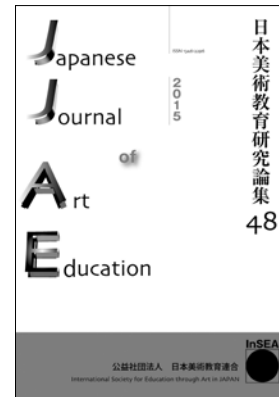 Japanese
Journal
of
Art
Education
2015
日本美術教育研究論集
48
InSEA
公益社団法人 日本美術教育連合
International Society for Education through Art in JAPAN